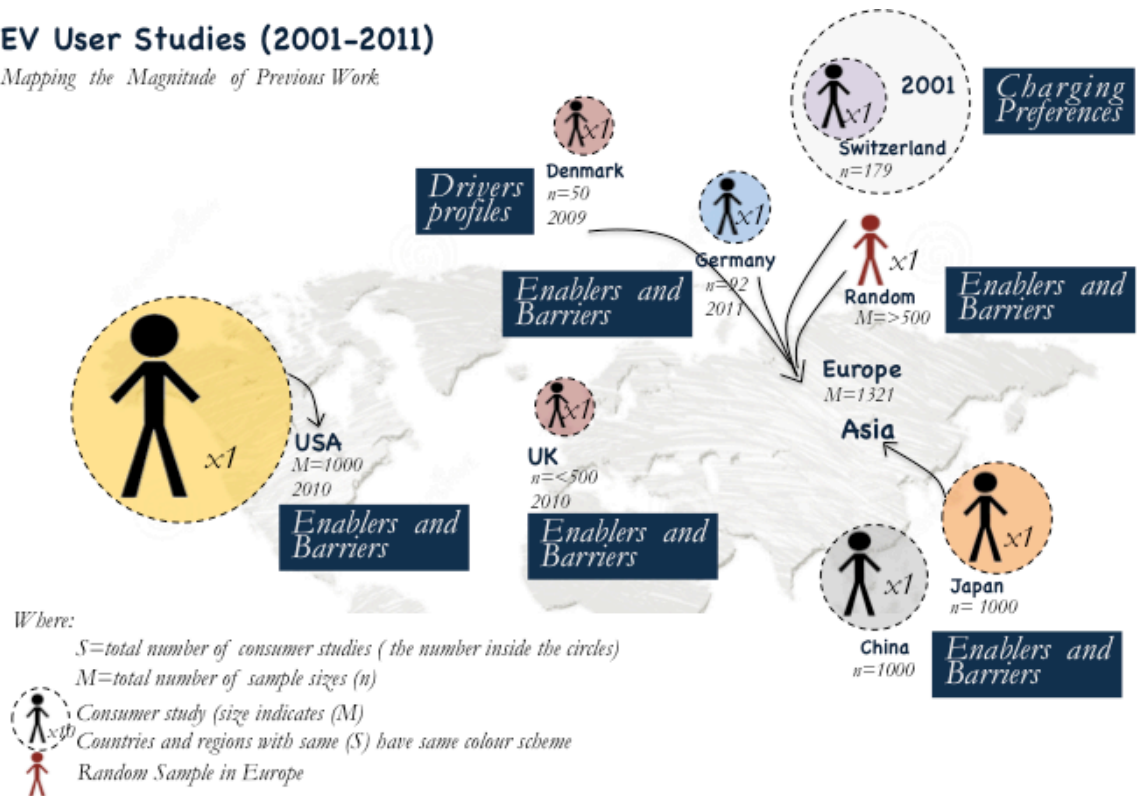 EV User Studies (2001-2011)
Mapping the Magnitude of Previous Work
2001
x1
Switzerland
n=179
Charging
Preferences
x1
Denmark
n=50
2009
Drivers
profiles
x1
Germany
n=92
2011
Enablers and
Barriers
x1
Random
M=>500
Enablers and
Barriers
Europe
M=1321
Asia
x1
USA
M=1000
2010
Enablers and
Barriers
x1
UK
n=<500
2010
Enablers and
Barriers
x1
Japan
n= 1000
x1
China
n=1000
Enablers and
Barriers
Where:
S=total number of consumer studies ( the number inside the circles)
M=total number of sample sizes (n)
x10
Consumer study (size indicates (M)
Countries and regions with same (S) have same colour scheme
Random Sample in Europe